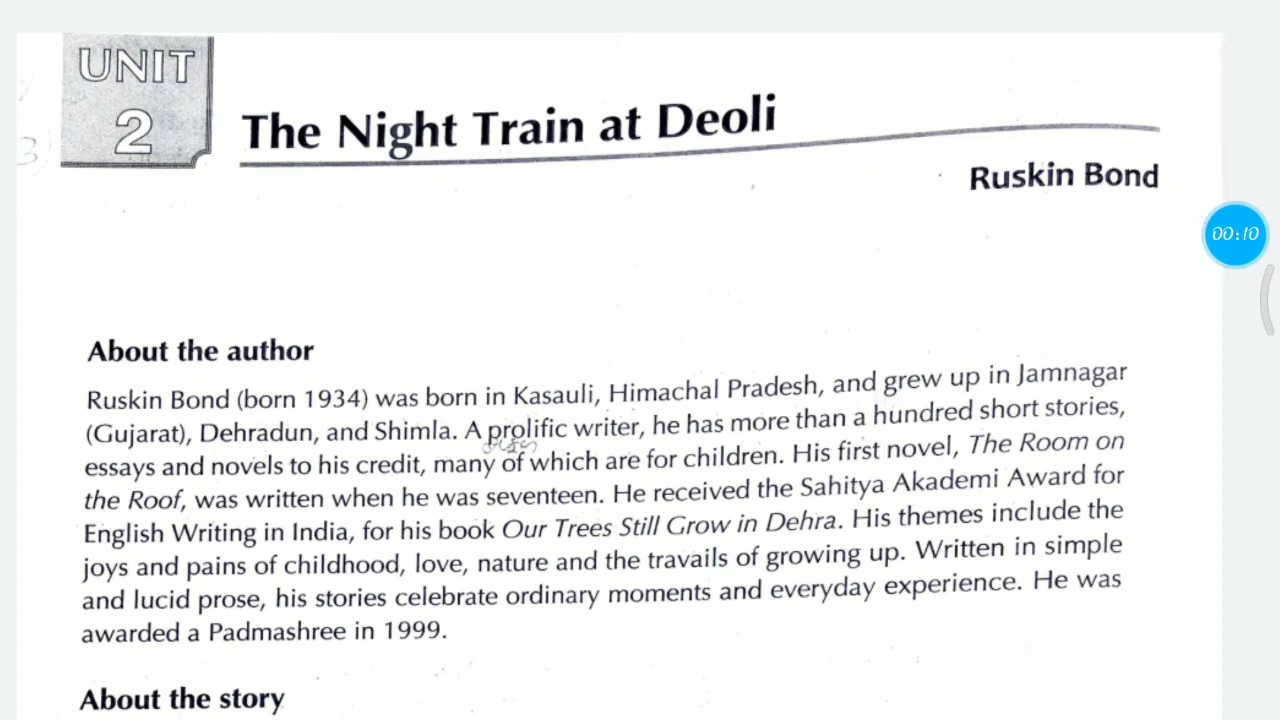 UNIT
2
The Night Train at Deoli
Ruskin Bond
00:10
About the author
Ruskin Bond (born 1934) was born in Kasauli, Himachal Pradesh, and grew up in Jamnagar
(Gujarat), Dehradun, and Shimla. A prolific writer, he has more than a hundred short stories,
essays and novels to his credit, many of which are for children. His first novel, The Room on
the Roof, was written when he was seventeen. He received the Sahitya Akademi Award for
English Writing in India, for his book Our Trees Still Grow in Dehra. His themes include the
joys and pains of childhood, love, nature and the travails of growing up. Written in simple
and lucid prose, his stories celebrate ordinary moments and everyday experience. He was
awarded a Padmashree in 1999.
About the story